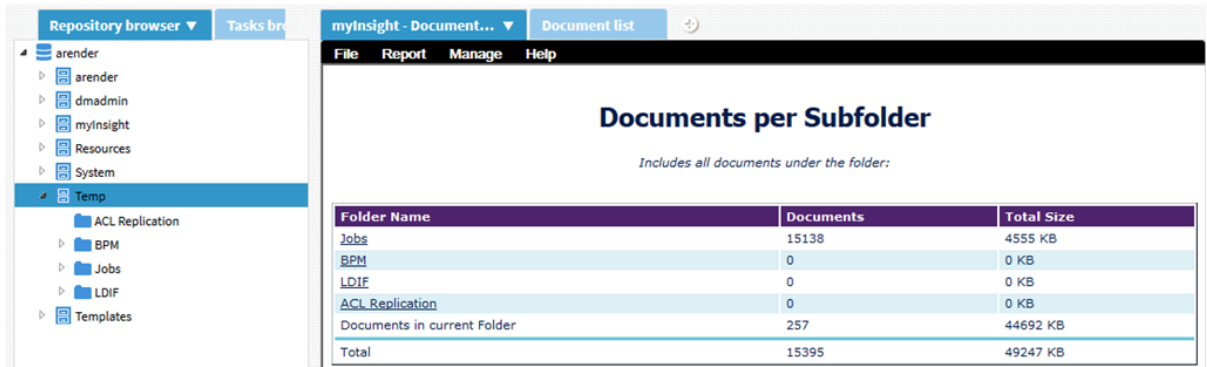 Repository browser ▼ Tasks bro
myInsight - Document... ▼ Document list
arender
arender
dmadmin
myInsight
Resources
System
Temp
ACL Replication
BPM
Jobs
LDIF
Templates
File Report Manage Help
Documents per Subfolder
Includes all documents under the folder:
Folder Name Documents Total Size
Jobs 15138 4555 KB
BPM 0 0 KB
LDIF 0 0 KB
ACL Replication 0 0 KB
Documents in current Folder 257 44692 KB
Total 15395 49247 KB